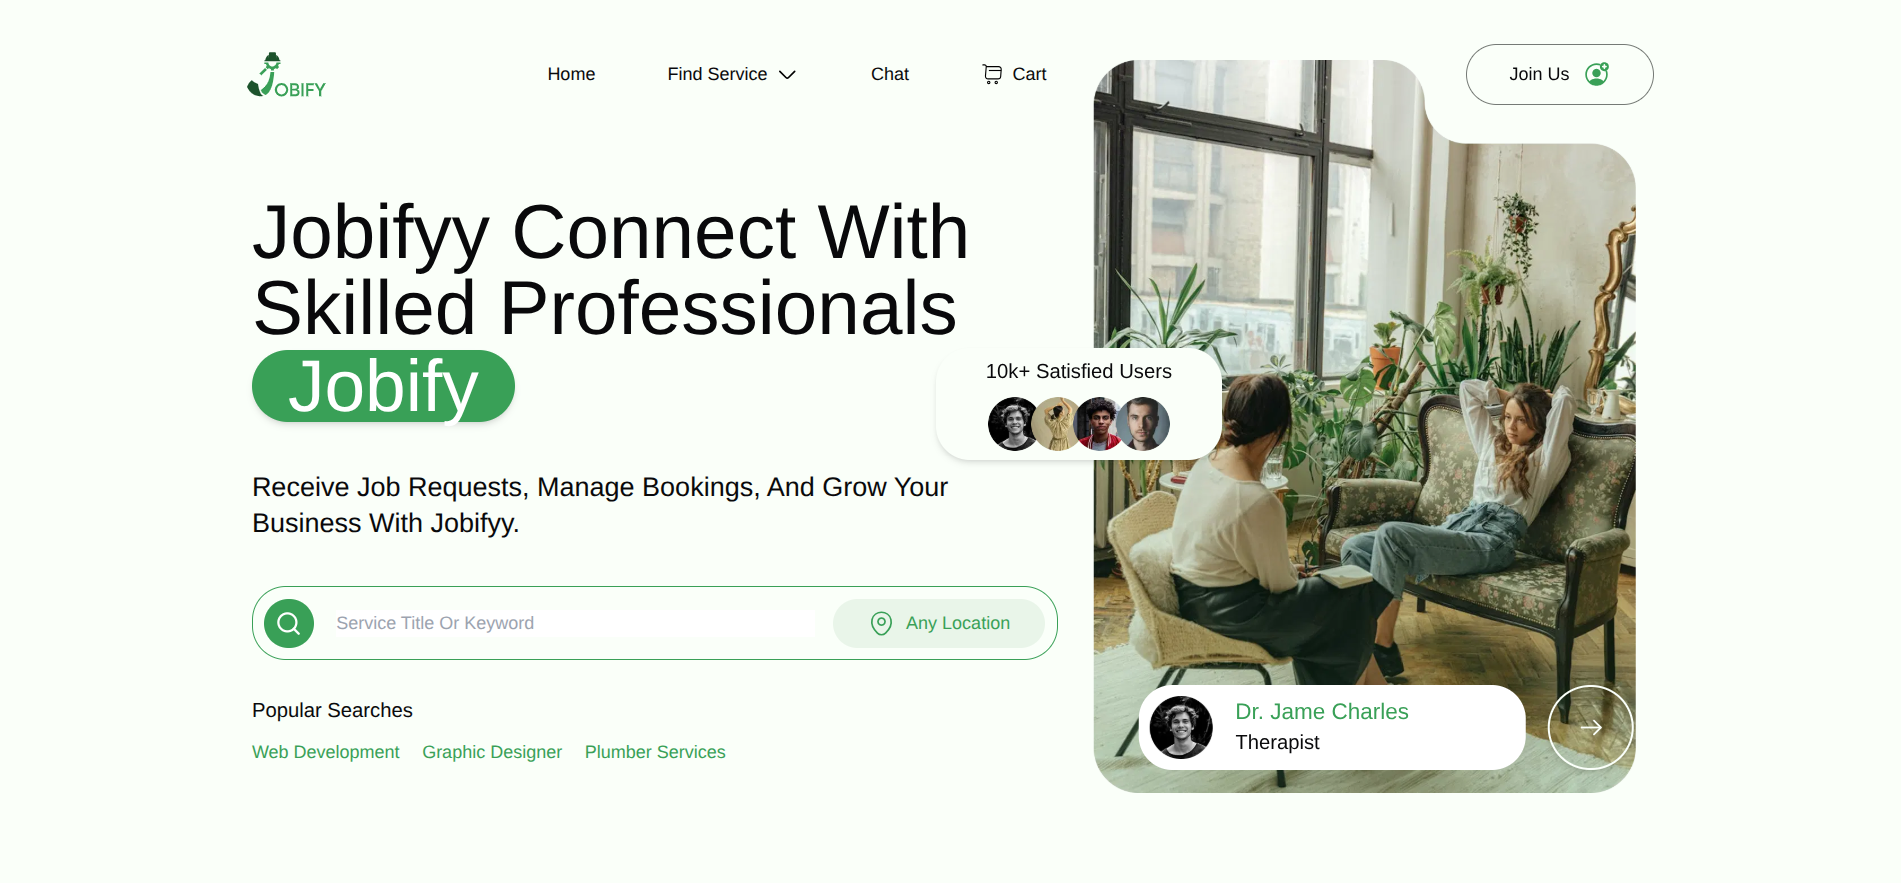 OBIFY
Home
Find Service
Chat
Cart
Join Us
Jobifyy Connect With
Skilled Professionals
Jobify
10k+ Satisfied Users
Receive Job Requests, Manage Bookings, And Grow Your
Business With Jobifyy.
Service Title Or Keyword
Any Location
Popular Searches
Web Development
Graphic Designer
Plumber Services
Dr. Jame Charles
Therapist